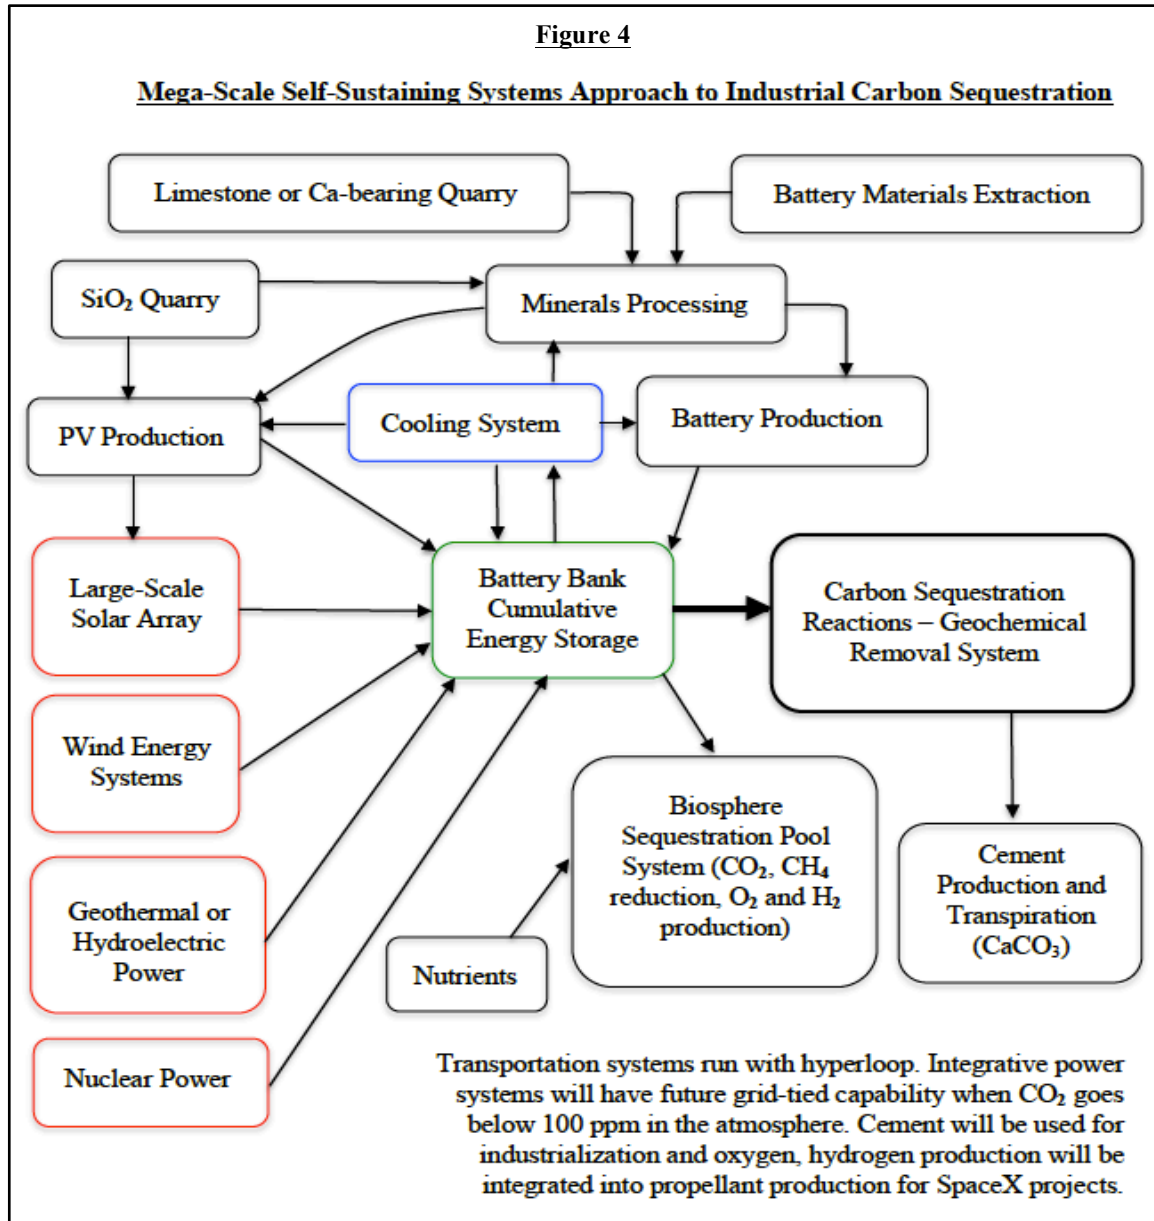 Figure 4
Mega-Scale Self-Sustaining Systems Approach to Industrial Carbon Sequestration
Limestone or Ca-bearing Quarry
Battery Materials Extraction
SiO₂ Quarry
Minerals Processing
PV Production
Cooling System
Battery Production
Large-Scale
Solar Array
Battery Bank
Cumulative
Energy Storage
Carbon Sequestration
Reactions – Geochemical
Removal System
Wind Energy
Systems
Biosphere
Sequestration Pool
System (CO₂, CH₄
reduction, O₂ and H₂
production)
Cement
Production and
Transpiration
(CaCO₃)
Geothermal or
Hydroelectric
Power
Nutrients
Nuclear Power
Transportation systems run with hyperloop. Integrative power
systems will have future grid-tied capability when CO₂ goes
below 100 ppm in the atmosphere. Cement will be used for
industrialization and oxygen, hydrogen production will be
integrated into propellant production for SpaceX projects.